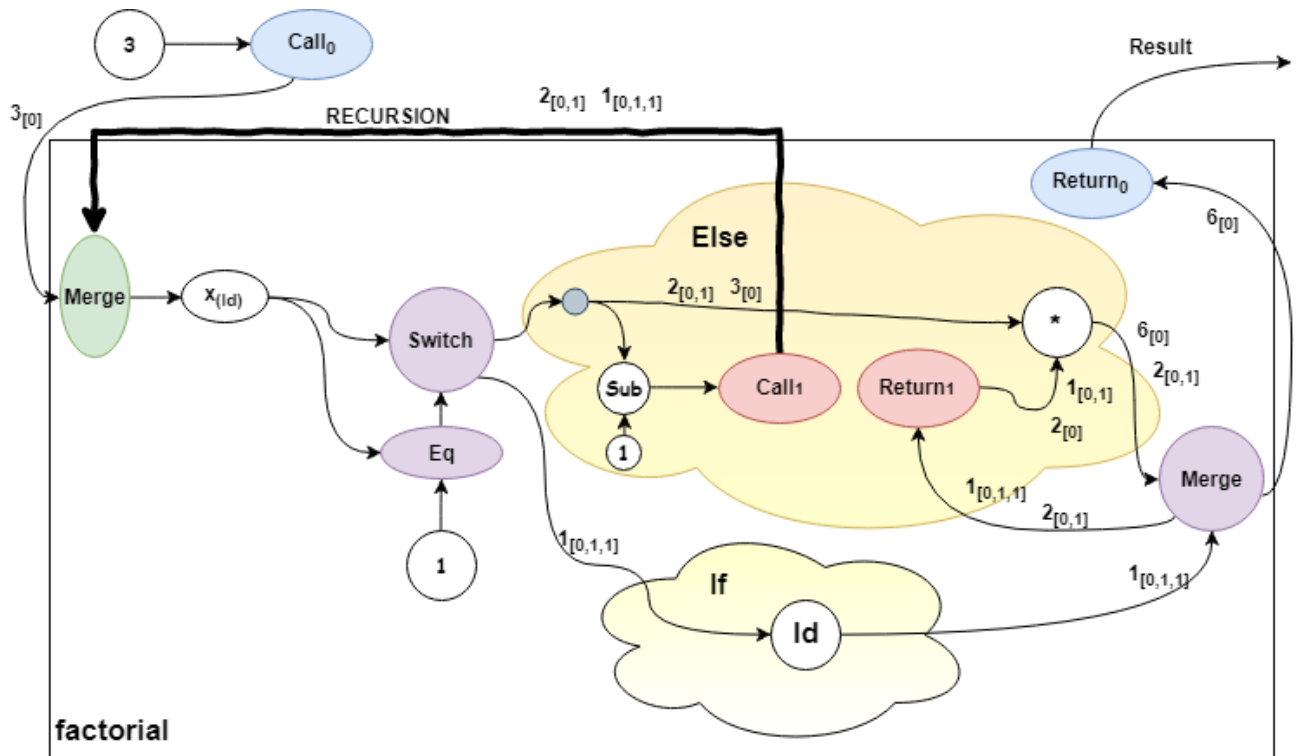 3
Call₀
Result
3[0]
RECURSION
2[0,1] 1[0,1,1]
Return₀
6[0]
Else
Merge
x(Id)
Switch
2[0,1] 3[0]
*
6[0]
2[0,1]
Sub
Call₁
Return₁
1[0,1]
2[0]
1
Eq
Merge
1[0,1,1]
2[0,1]
1
1[0,1,1]
If
Id
1[0,1,1]
factorial